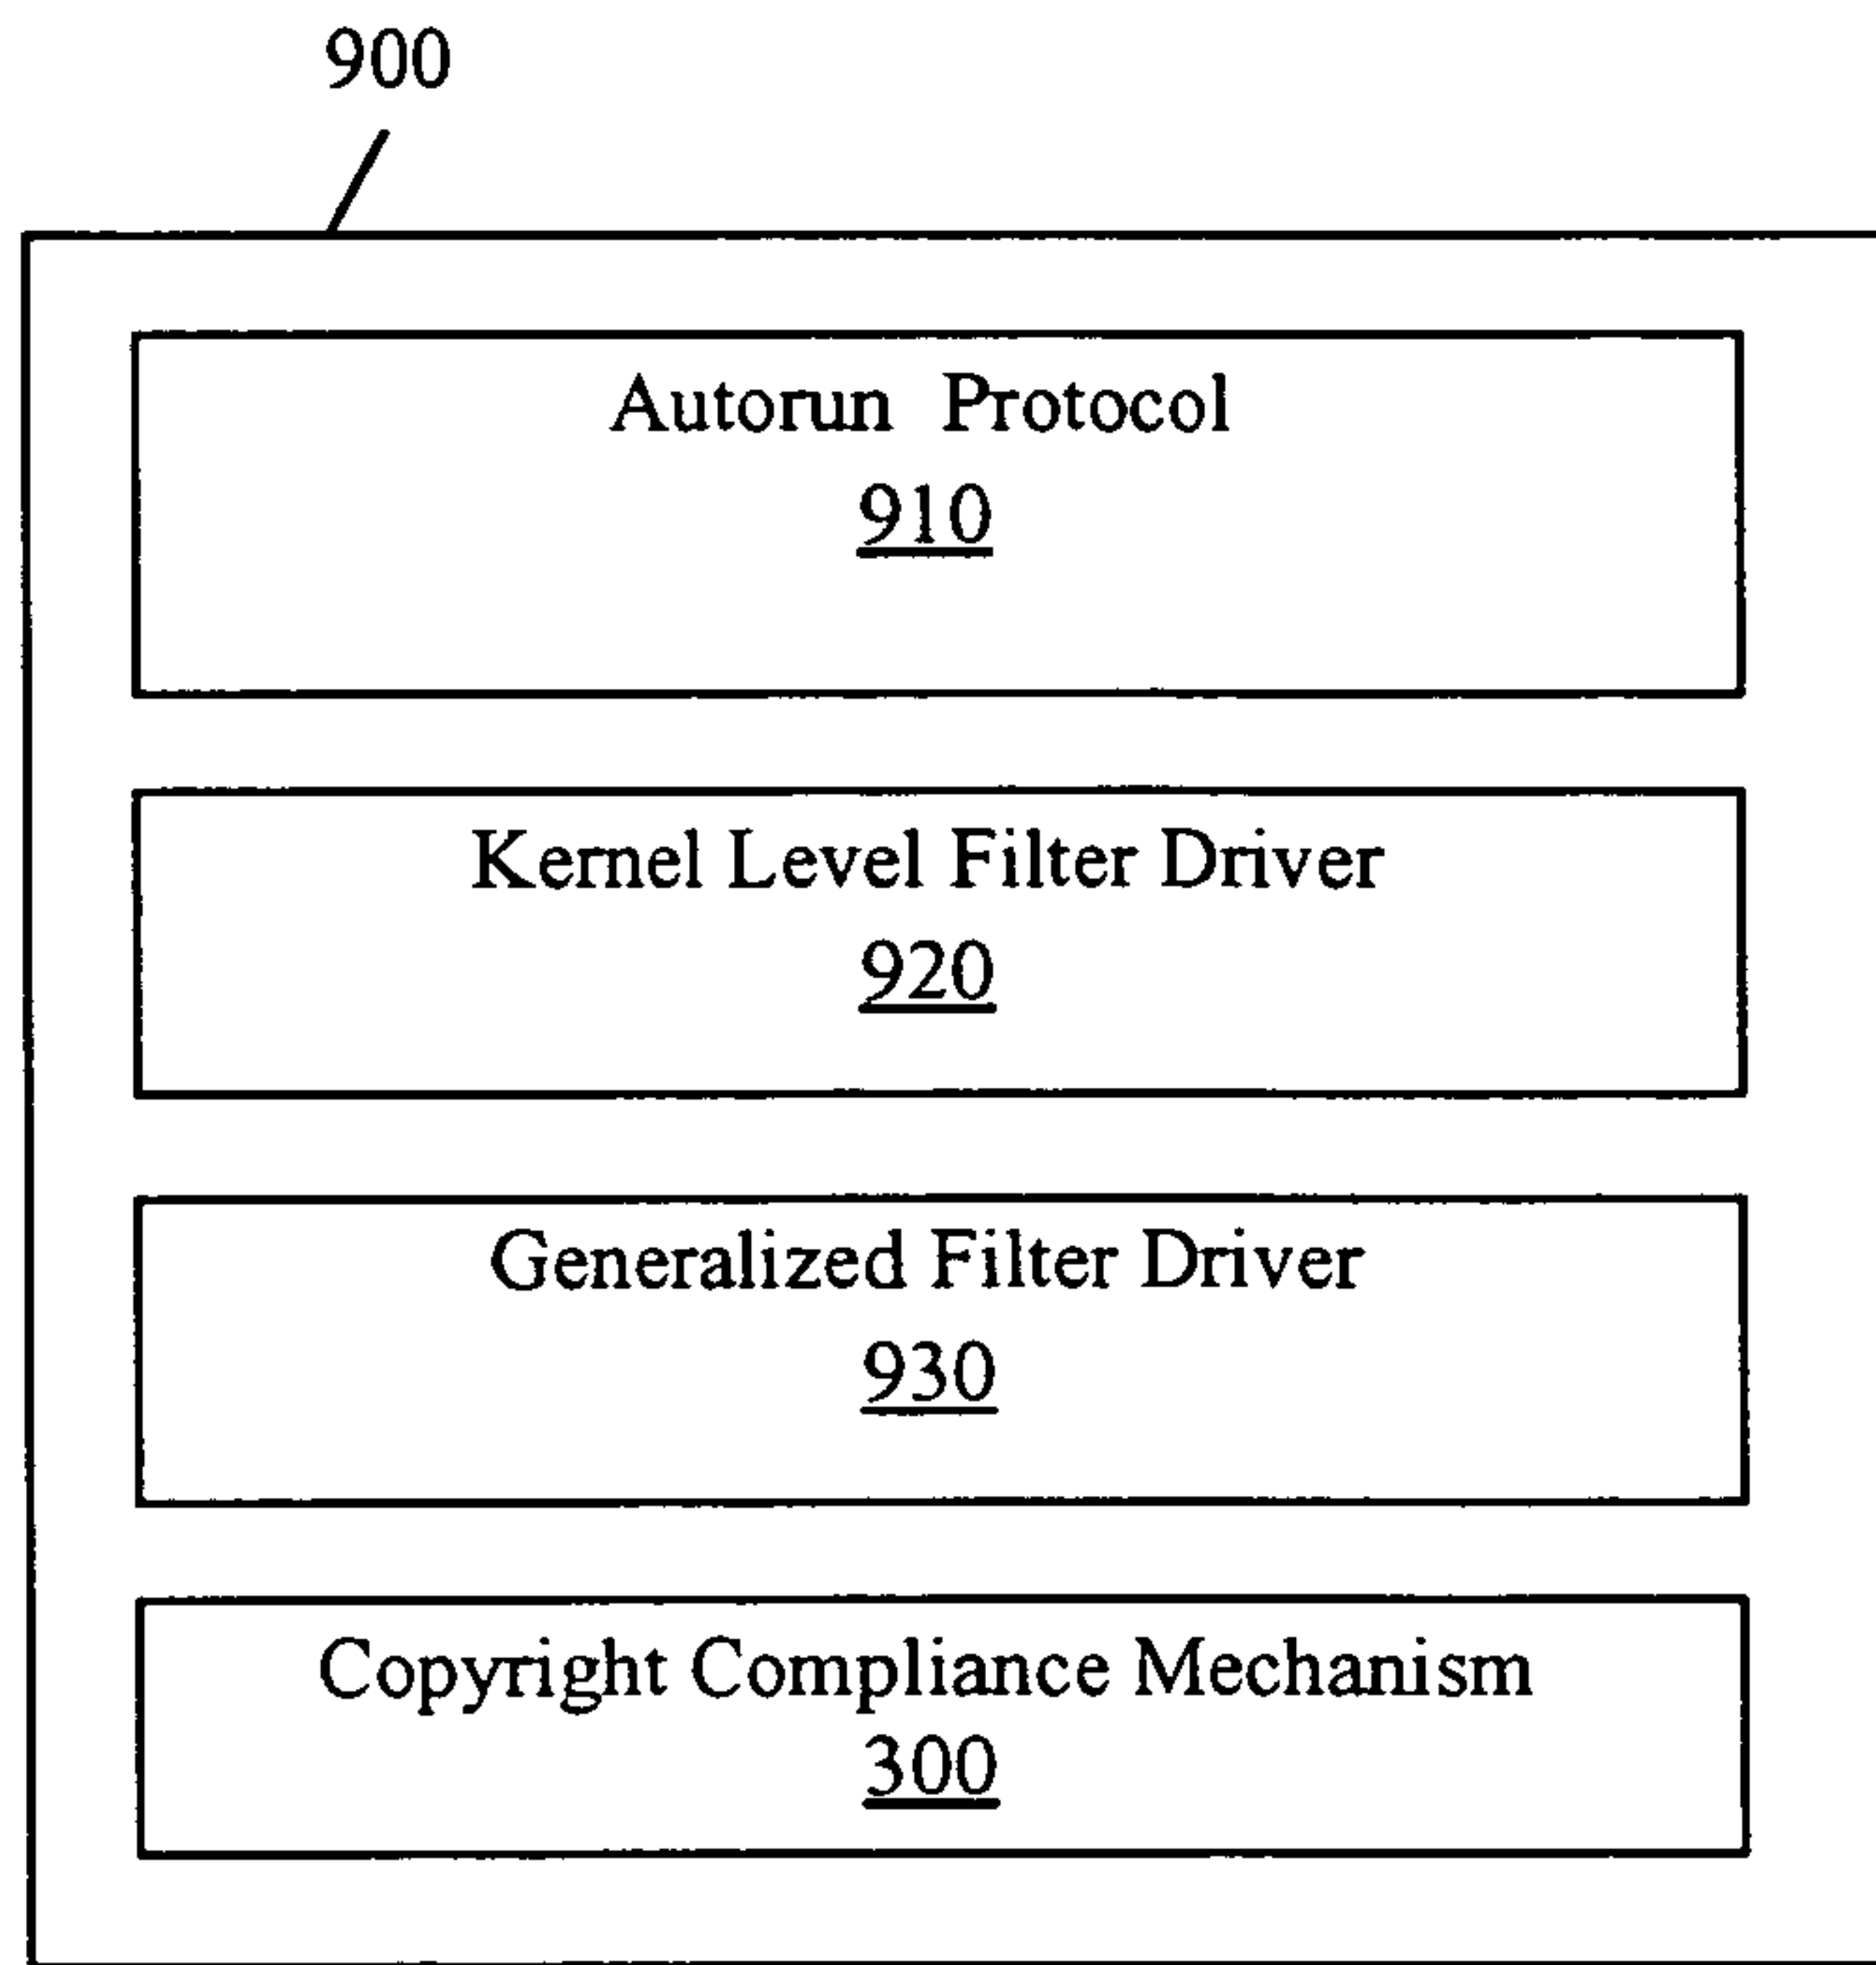 900
Autorun Protocol
910
Kernel Level Filter Driver
920
Generalized Filter Driver
930
Copyright Compliance Mechanism
300